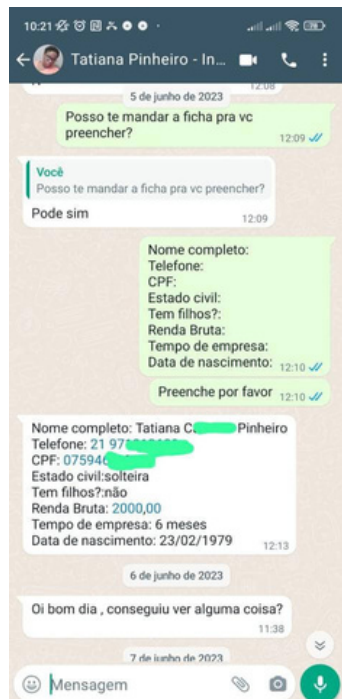 10:21
Tatiana Pinheiro - In...
12:08
5 de junho de 2023
Posso te mandar a ficha pra vc
preencher?
12:09
Você
Posso te mandar a ficha pra vc preencher?
Pode sim
12:09
Nome completo:
Telefone:
CPF:
Estado civil:
Tem filhos?:
Renda Bruta:
Tempo de empresa:
Data de nascimento:
12:10
Preenche por favor
12:10
Nome completo: Tatiana C Pinheiro
Telefone: 21 97
CPF: 075946
Estado civil:solteira
Tem filhos?:não
Renda Bruta: 2000,00
Tempo de empresa: 6 meses
Data de nascimento: 23/02/1979
12:13
6 de junho de 2023
Oi bom dia , conseguiu ver alguma coisa?
11:38
7 de junho de 2023
Mensagem